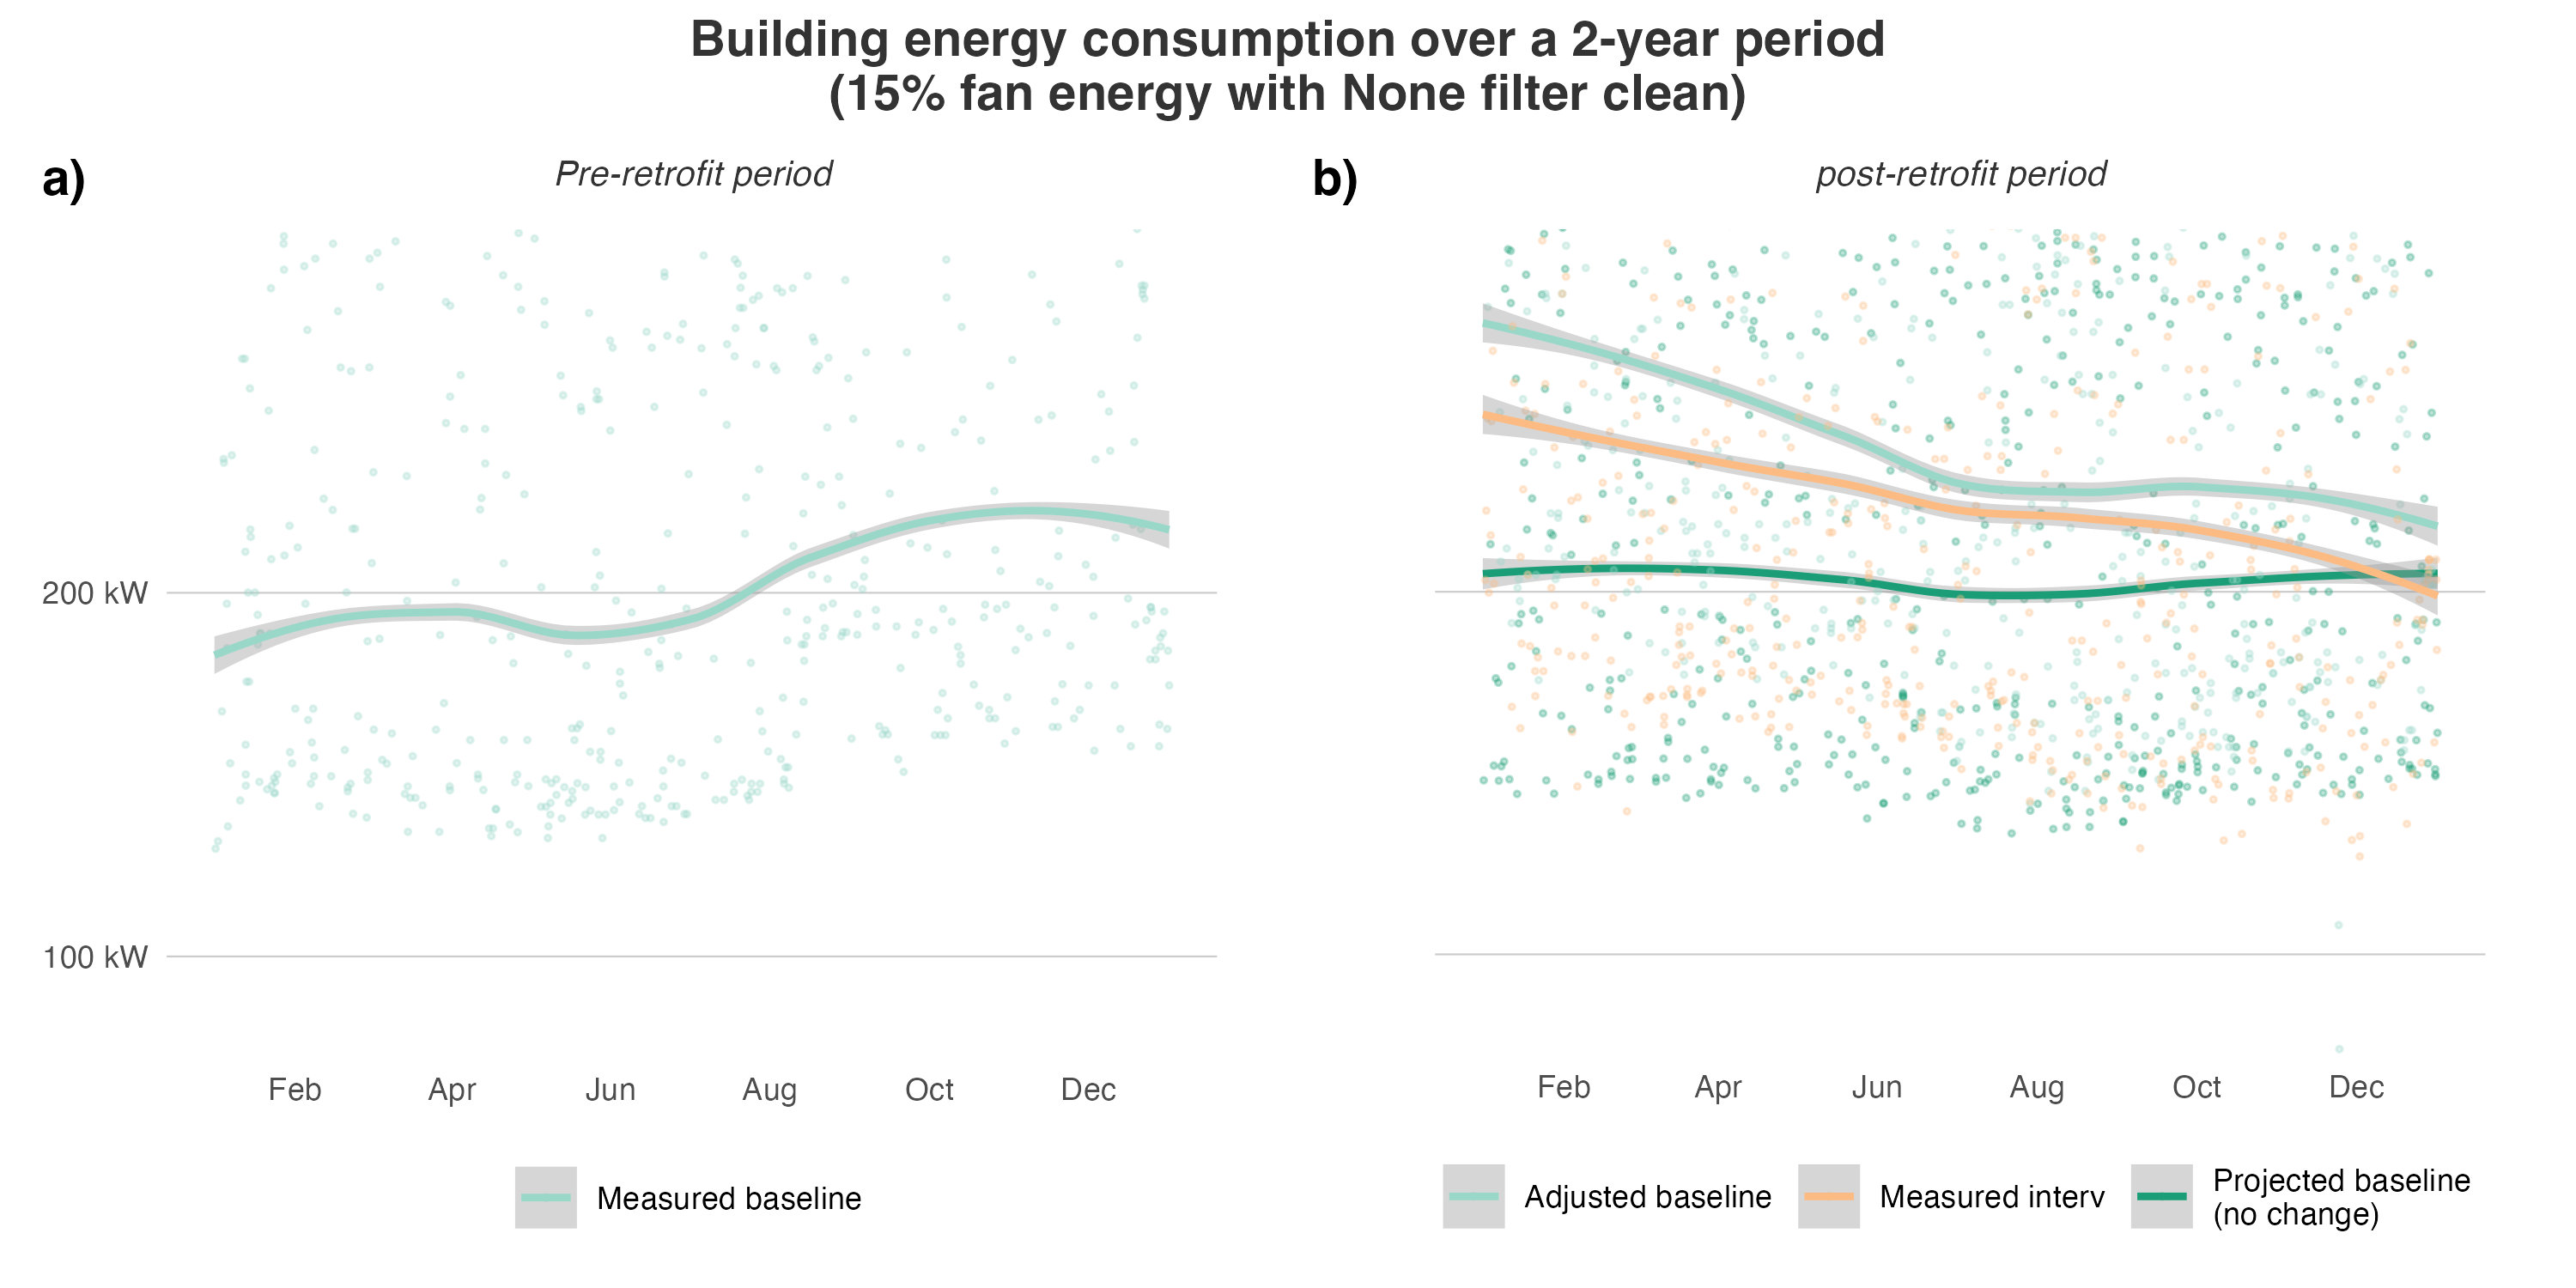 Building energy consumption over a 2-year period
(15% fan energy with None filter clean)
a)
Pre-retrofit period
200 kW
100 kW
Feb Apr Jun Aug Oct Dec
Measured baseline
b)
post-retrofit period
Feb Apr Jun Aug Oct Dec
Adjusted baseline
Measured interv
Projected baseline
(no change)